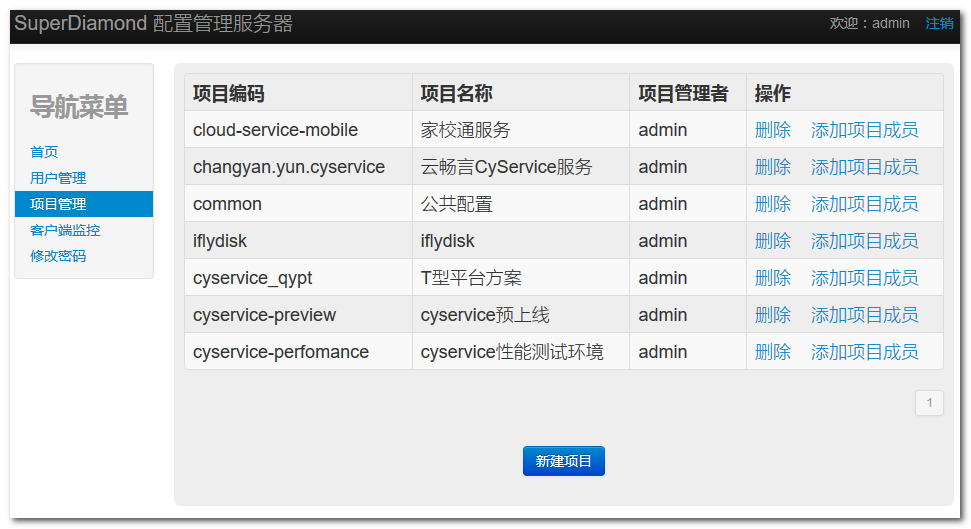 SuperDiamond 配置管理服务器 欢迎：admin 注销
导航菜单
首页
用户管理
项目管理
客户端监控
修改密码
项目编码 项目名称 项目管理者 操作
cloud-service-mobile 家校通服务 admin 删除 添加项目成员
changyan.yun.cyservice 云畅言CyService服务 admin 删除 添加项目成员
common 公共配置 admin 删除 添加项目成员
iflydisk iflydisk admin 删除 添加项目成员
cyservice_qypt T型平台方案 admin 删除 添加项目成员
cyservice-preview cyservice预上线 admin 删除 添加项目成员
cyservice-perfomance cyservice性能测试环境 admin 删除 添加项目成员
1
新建项目